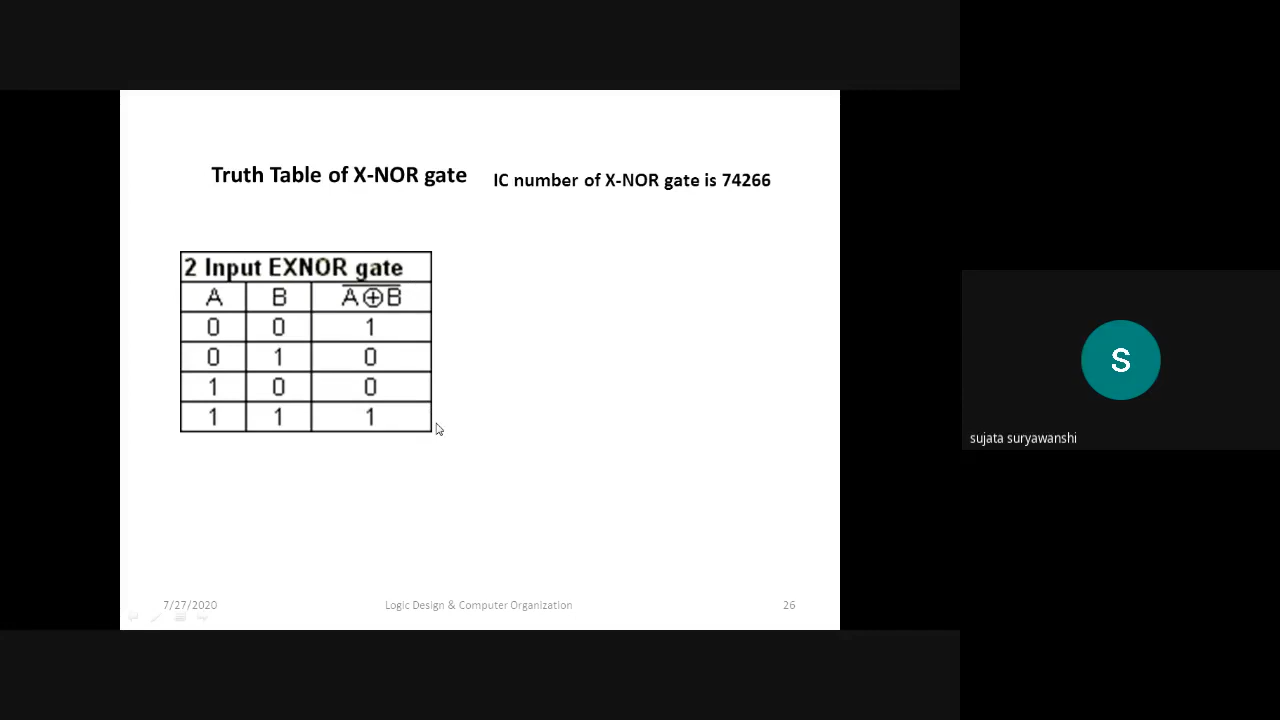 Truth Table of X-NOR gate
IC number of X-NOR gate is 74266
2 Input EXNOR gate
A B A⊕B̅
0 0 1
0 1 0
1 0 0
1 1 1
S
sujata suryawanshi
7/27/2020 Logic Design & Computer Organization 26